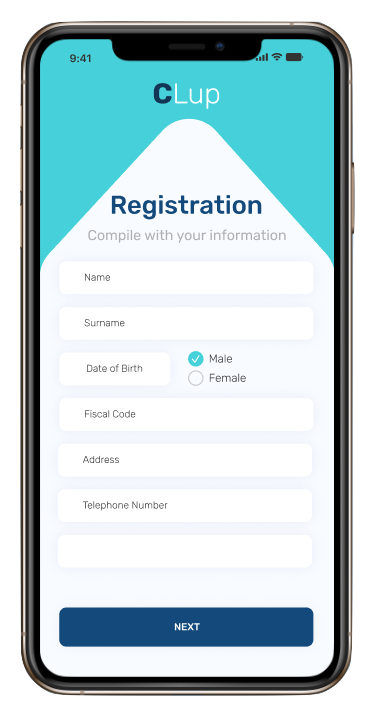 9:41
CLup
Registration
Compile with your information
Name
Surname
Date of Birth
Male
Female
Fiscal Code
Address
Telephone Number
NEXT